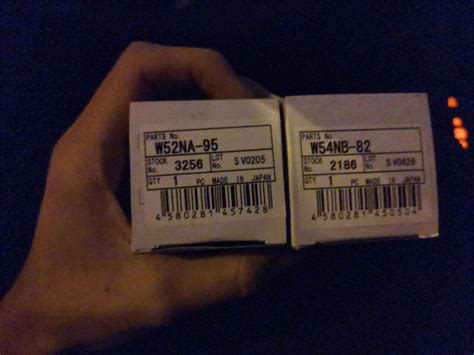 PARTS No.
W52NA-95
STOCK No. 3256 LOT No. S V0205
QTY 1 PC MADE IN JAPAN
4 580281 457428
PARTS No.
W54NB-82
STOCK No. 2186 LOT No. S V0826
QTY 1 PC MADE IN JAPAN
4 580281 450504